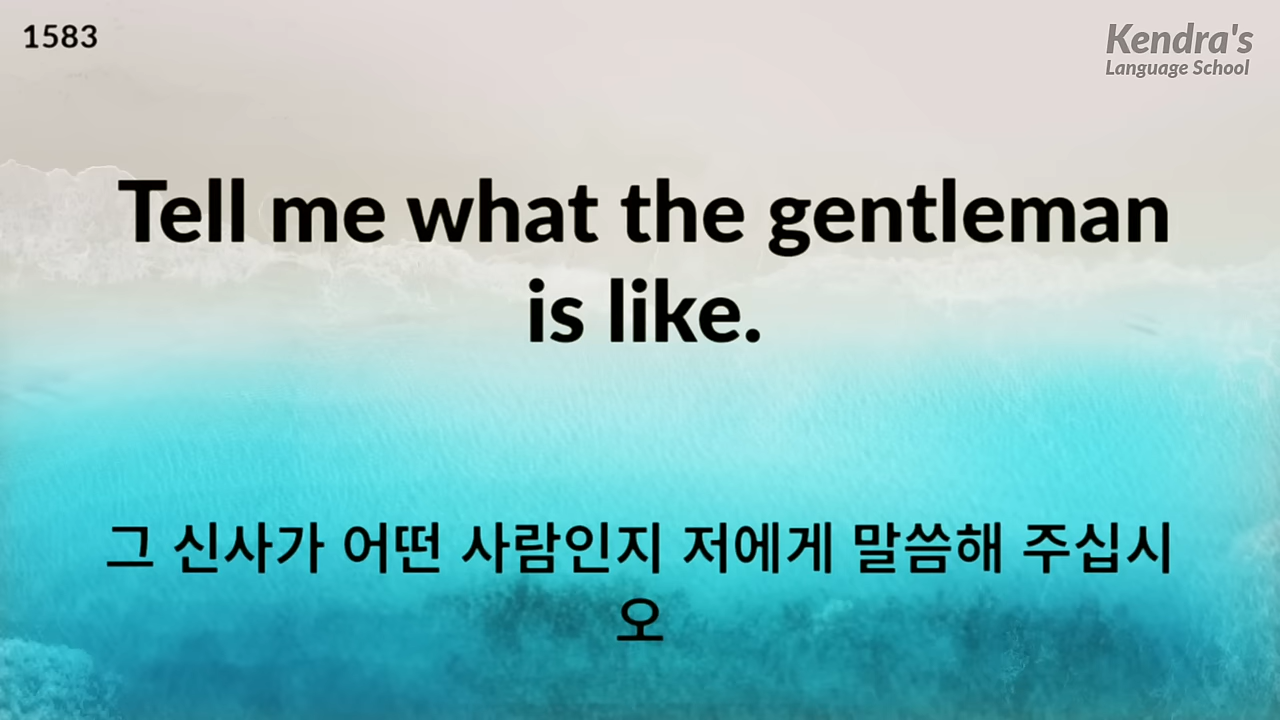 1583
Kendra's
Language School
Tell me what the gentleman
is like.
그 신사가 어떤 사람인지 저에게 말씀해 주십시
오